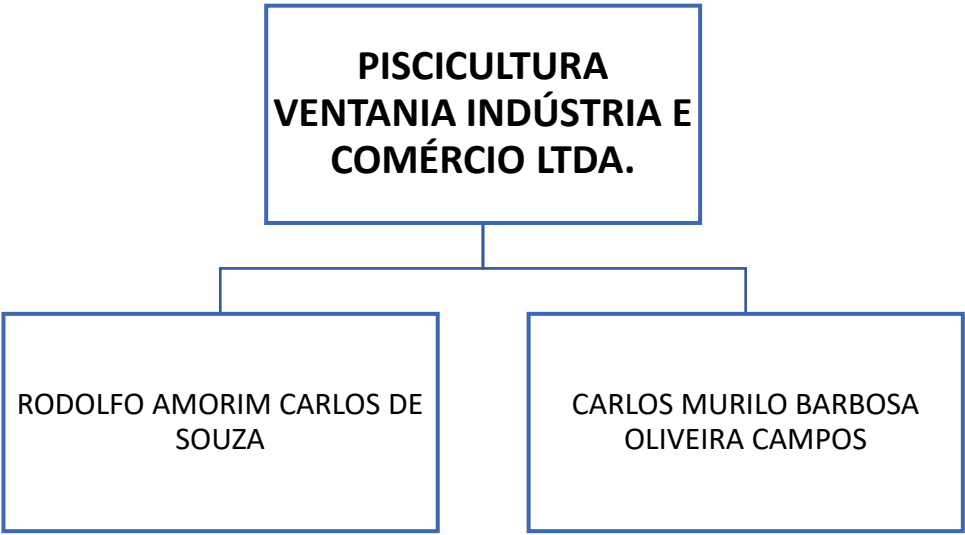 PISCICULTURA
VENTANIA INDÚSTRIA E
COMÉRCIO LTDA.
RODOLFO AMORIM CARLOS DE
SOUZA
CARLOS MURILO BARBOSA
OLIVEIRA CAMPOS